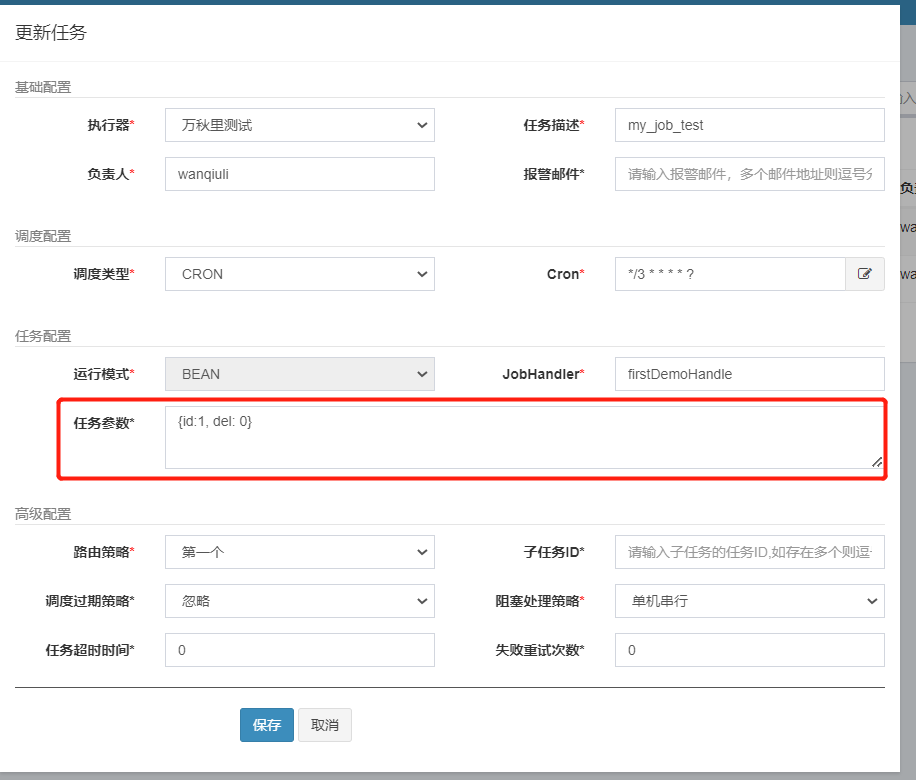 更新任务
基础配置
执行器* 万秋里测试 任务描述* my_job_test
负责人* wanqiuli 报警邮件* 请输入报警邮件，多个邮件地址则逗号分
负
调度配置
wa
调度类型* CRON Cron* */3 * * * * ?
wa
任务配置
运行模式* BEAN JobHandler* firstDemoHandle
任务参数* {id:1, del: 0}
高级配置
路由策略* 第一个 子任务ID* 请输入子任务的任务ID,如存在多个则逗
调度过期策略* 忽略 阻塞处理策略* 单机串行
任务超时时间* 0 失败重试次数* 0
保存 取消